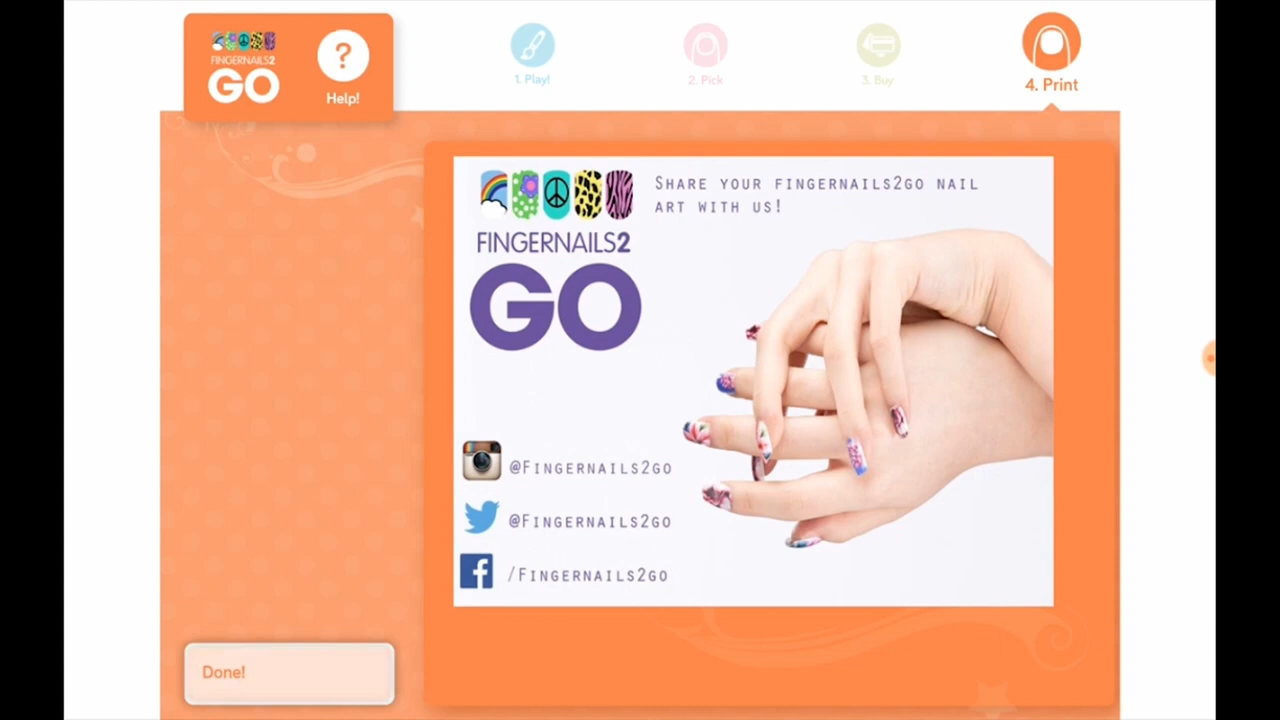 FINGERNAILS2
GO
?
Help!
1. Play!
2. Pick
3. Buy
4. Print
FINGERNAILS2
GO
SHARE YOUR FINGERNAILS2GO NAIL
ART WITH US!
@FINGERNAILS2GO
@FINGERNAILS2GO
/FINGERNAILS2GO
Done!